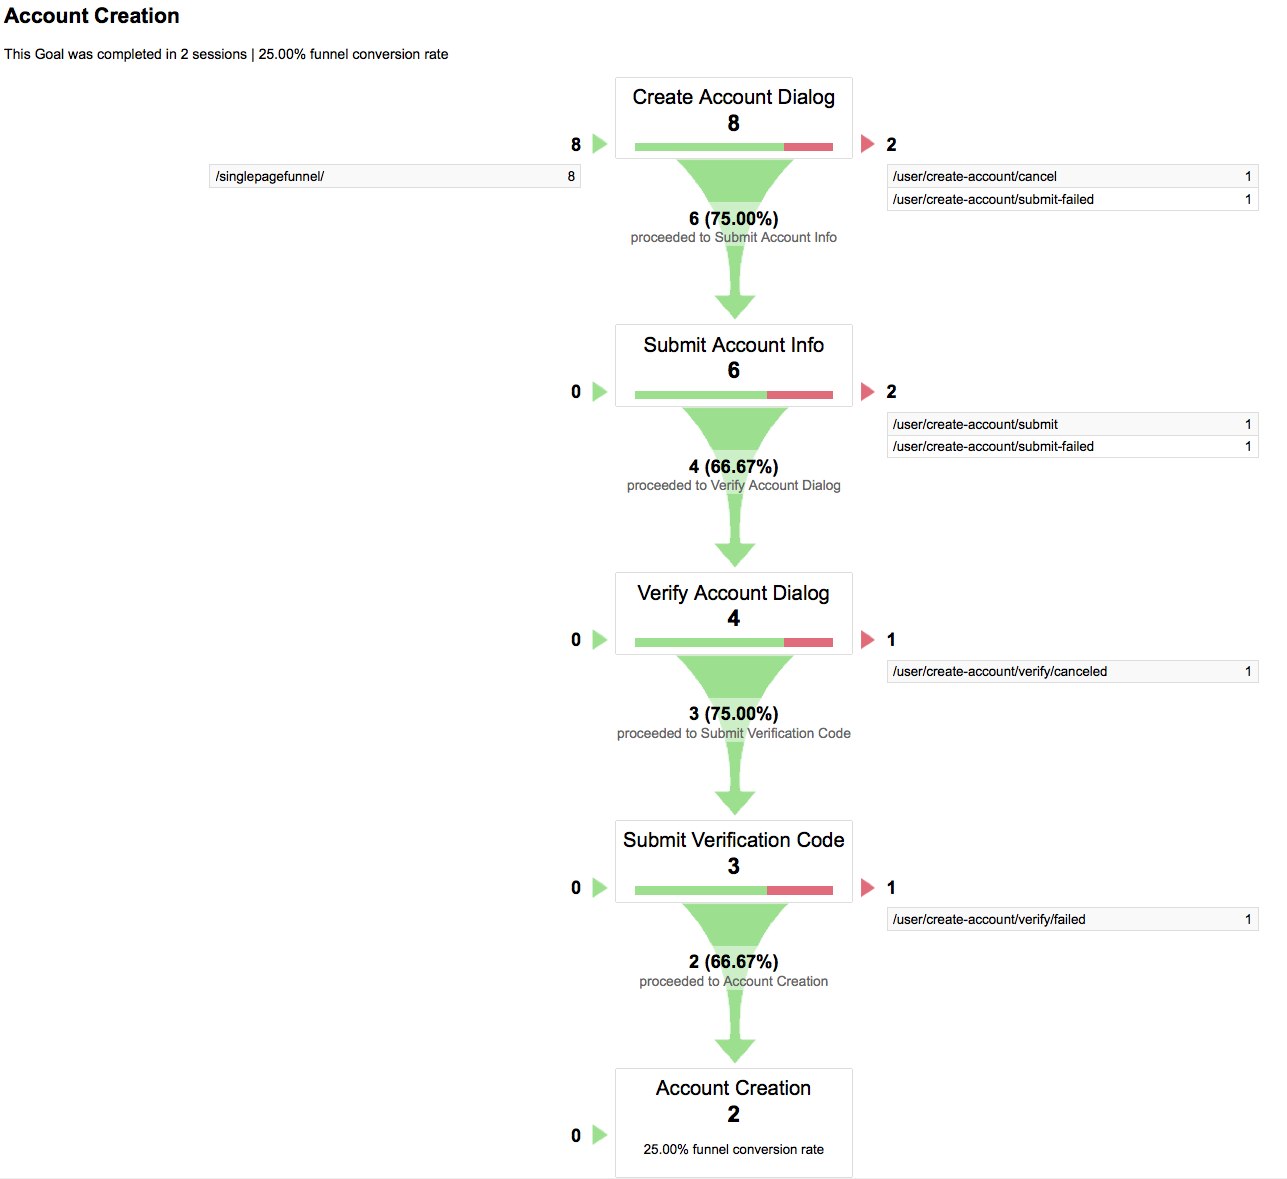 Account Creation
This Goal was completed in 2 sessions | 25.00% funnel conversion rate
Create Account Dialog
8
8
2
/singlepagefunnel/ 8
/user/create-account/cancel 1
/user/create-account/submit-failed 1
6 (75.00%)
proceeded to Submit Account Info
Submit Account Info
6
0
2
/user/create-account/submit 1
/user/create-account/submit-failed 1
4 (66.67%)
proceeded to Verify Account Dialog
Verify Account Dialog
4
0
1
/user/create-account/verify/canceled 1
3 (75.00%)
proceeded to Submit Verification Code
Submit Verification Code
3
0
1
/user/create-account/verify/failed 1
2 (66.67%)
proceeded to Account Creation
Account Creation
2
0
25.00% funnel conversion rate